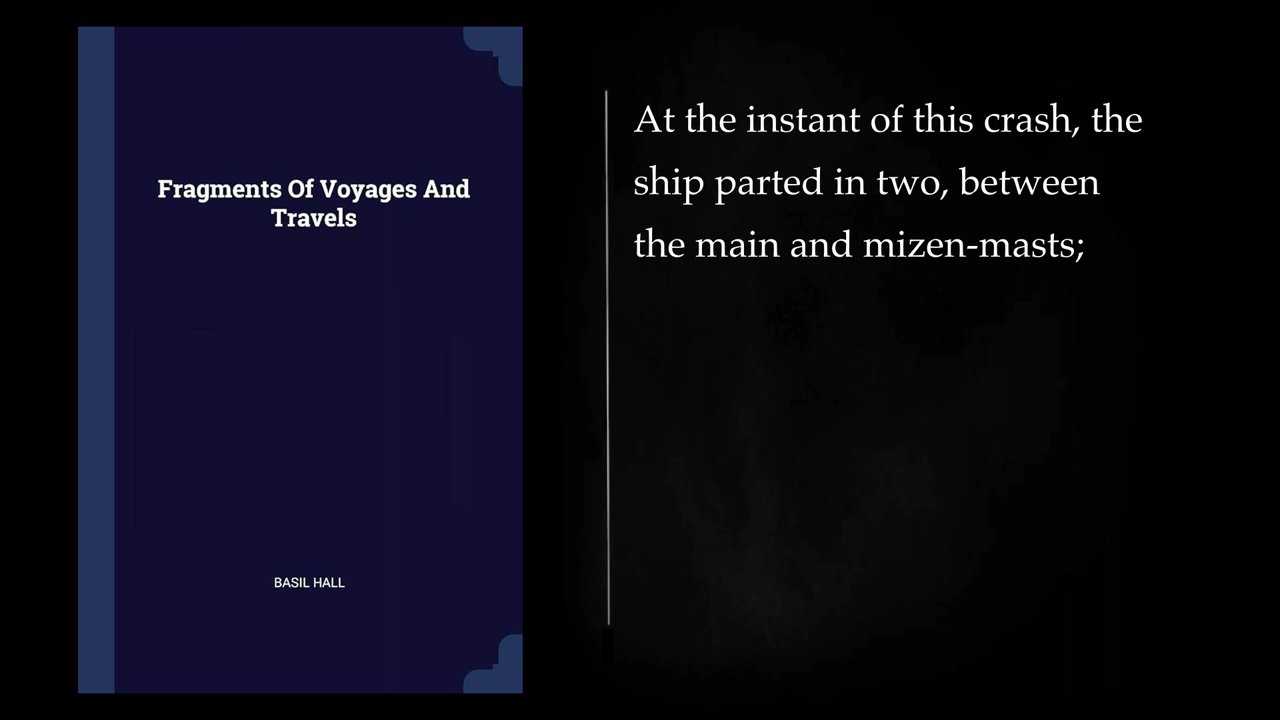 Fragments Of Voyages And
Travels
BASIL HALL
At the instant of this crash, the
ship parted in two, between
the main and mizen-masts;